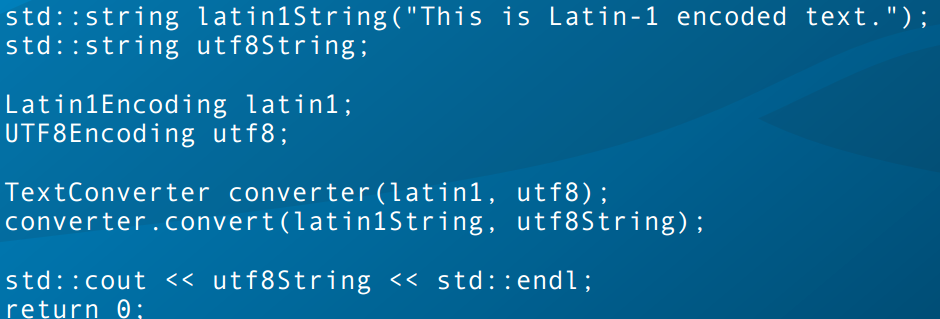 std::string latin1String("This is Latin-1 encoded text.");
std::string utf8String;
Latin1Encoding latin1;
UTF8Encoding utf8;
TextConverter converter(latin1, utf8);
converter.convert(latin1String, utf8String);
std::cout << utf8String << std::endl;
return 0;